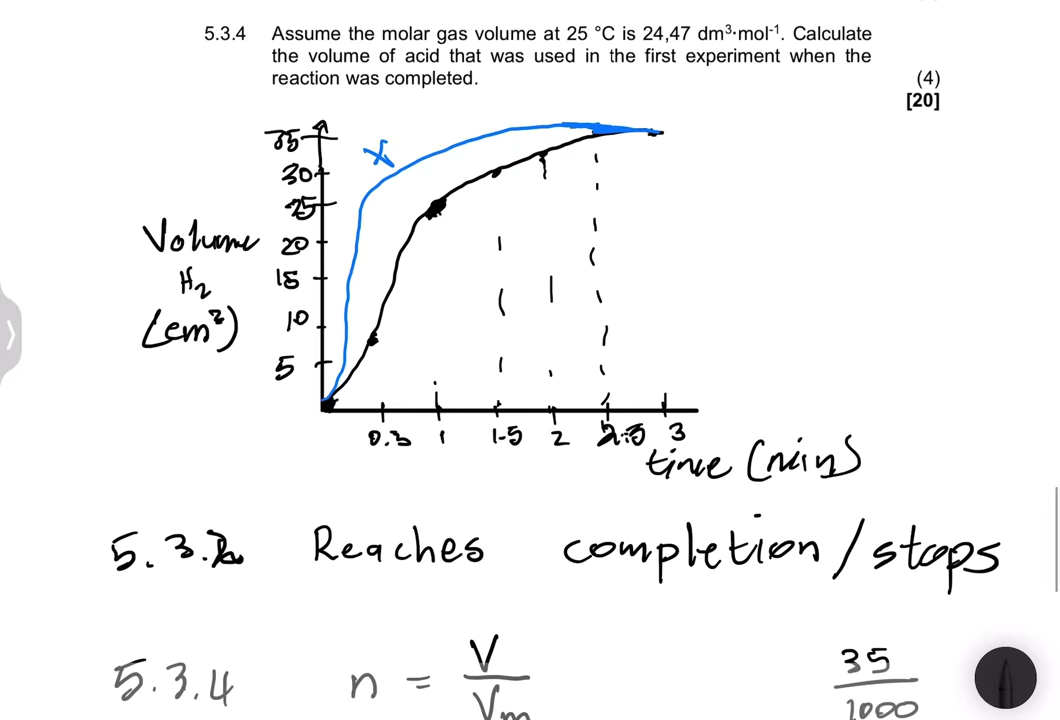 5.3.4 Assume the molar gas volume at 25 °C is 24,47 dm³·mol⁻¹. Calculate
the volume of acid that was used in the first experiment when the
reaction was completed. (4)
[20]
35
X
30
25
Volume
20
H₂
15
(cm³)
10
5
0.3 1 1.5 2 2.5 3
time (mins)
5.3. Reaches completion/stops
5.3.4 n = V
Vm
35
1000